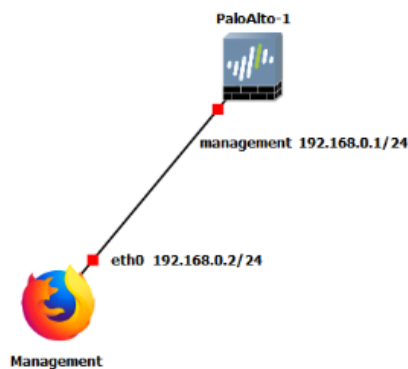 PaloAlto-1
management 192.168.0.1/24
eth0 192.168.0.2/24
Management